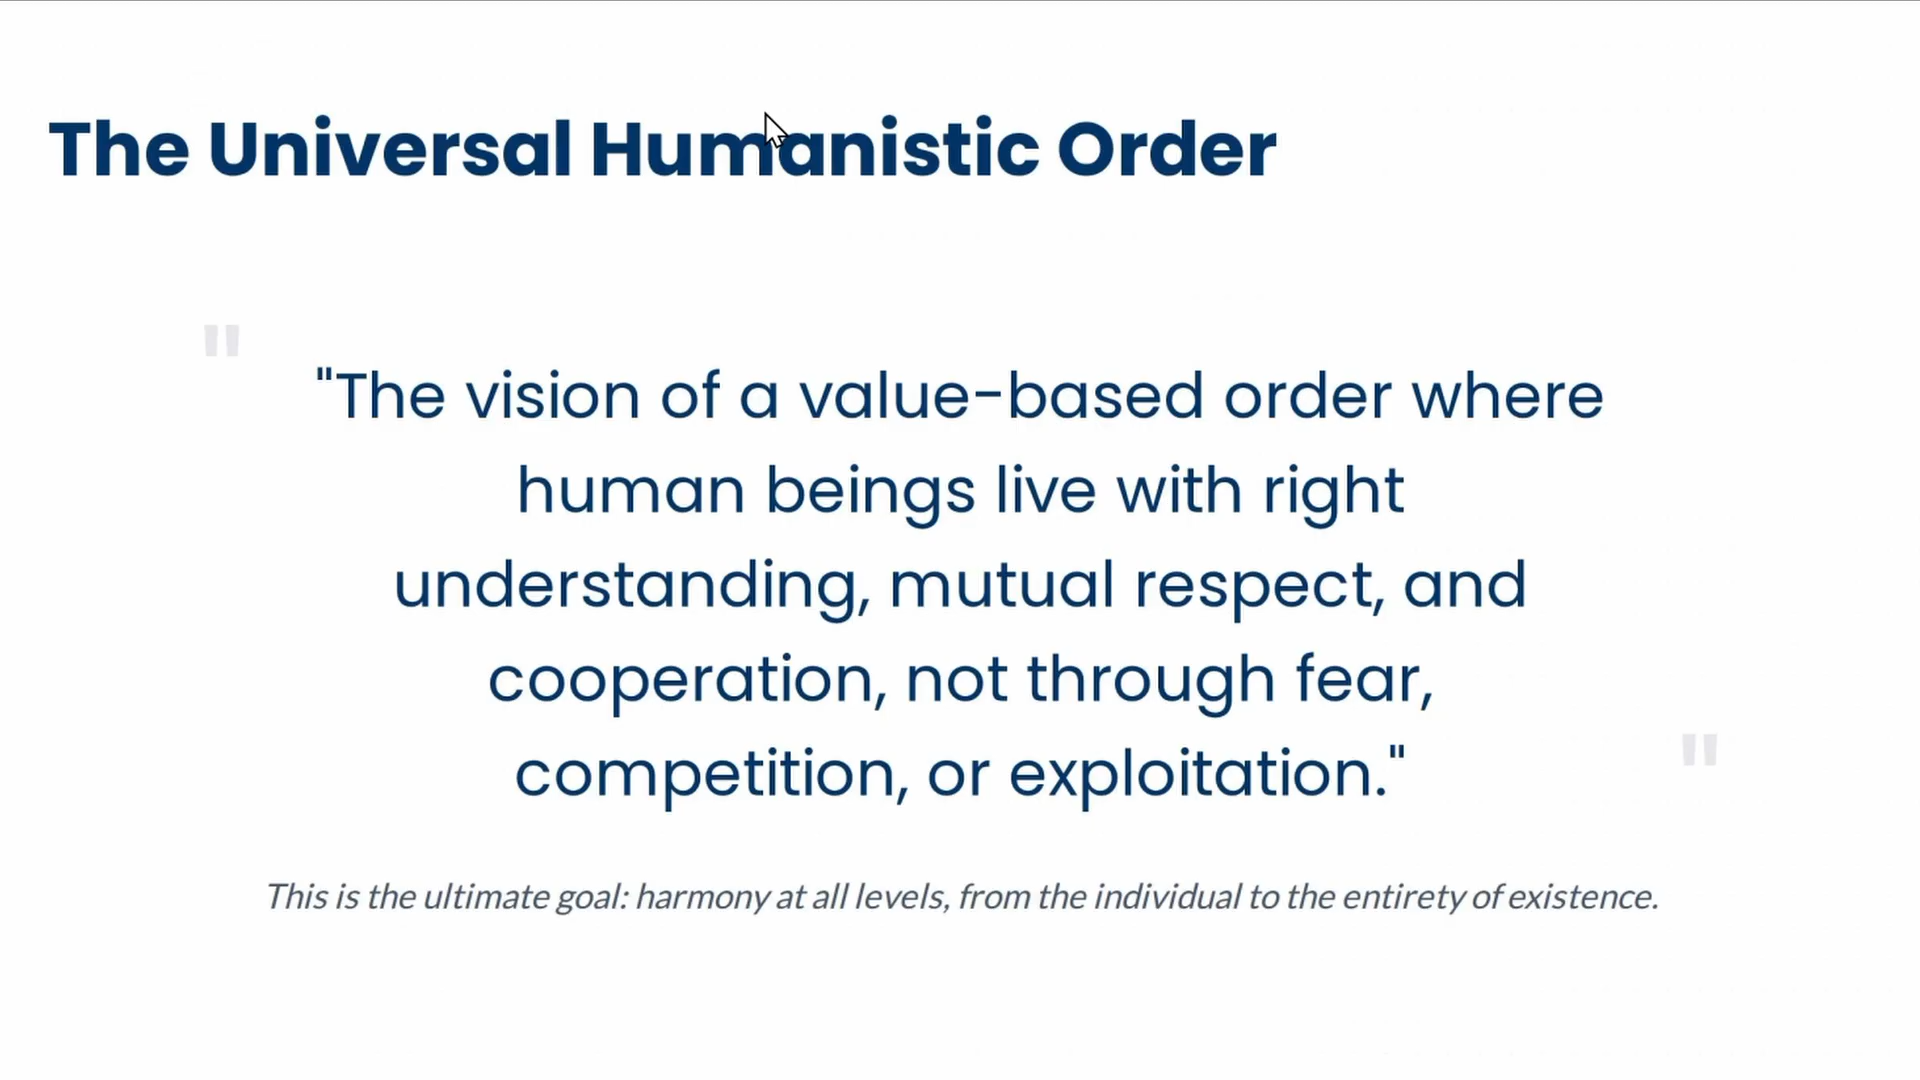 The Universal Humanistic Order
"
"The vision of a value-based order where
human beings live with right
understanding, mutual respect, and
cooperation, not through fear,
competition, or exploitation."
"
This is the ultimate goal: harmony at all levels, from the individual to the entirety of existence.